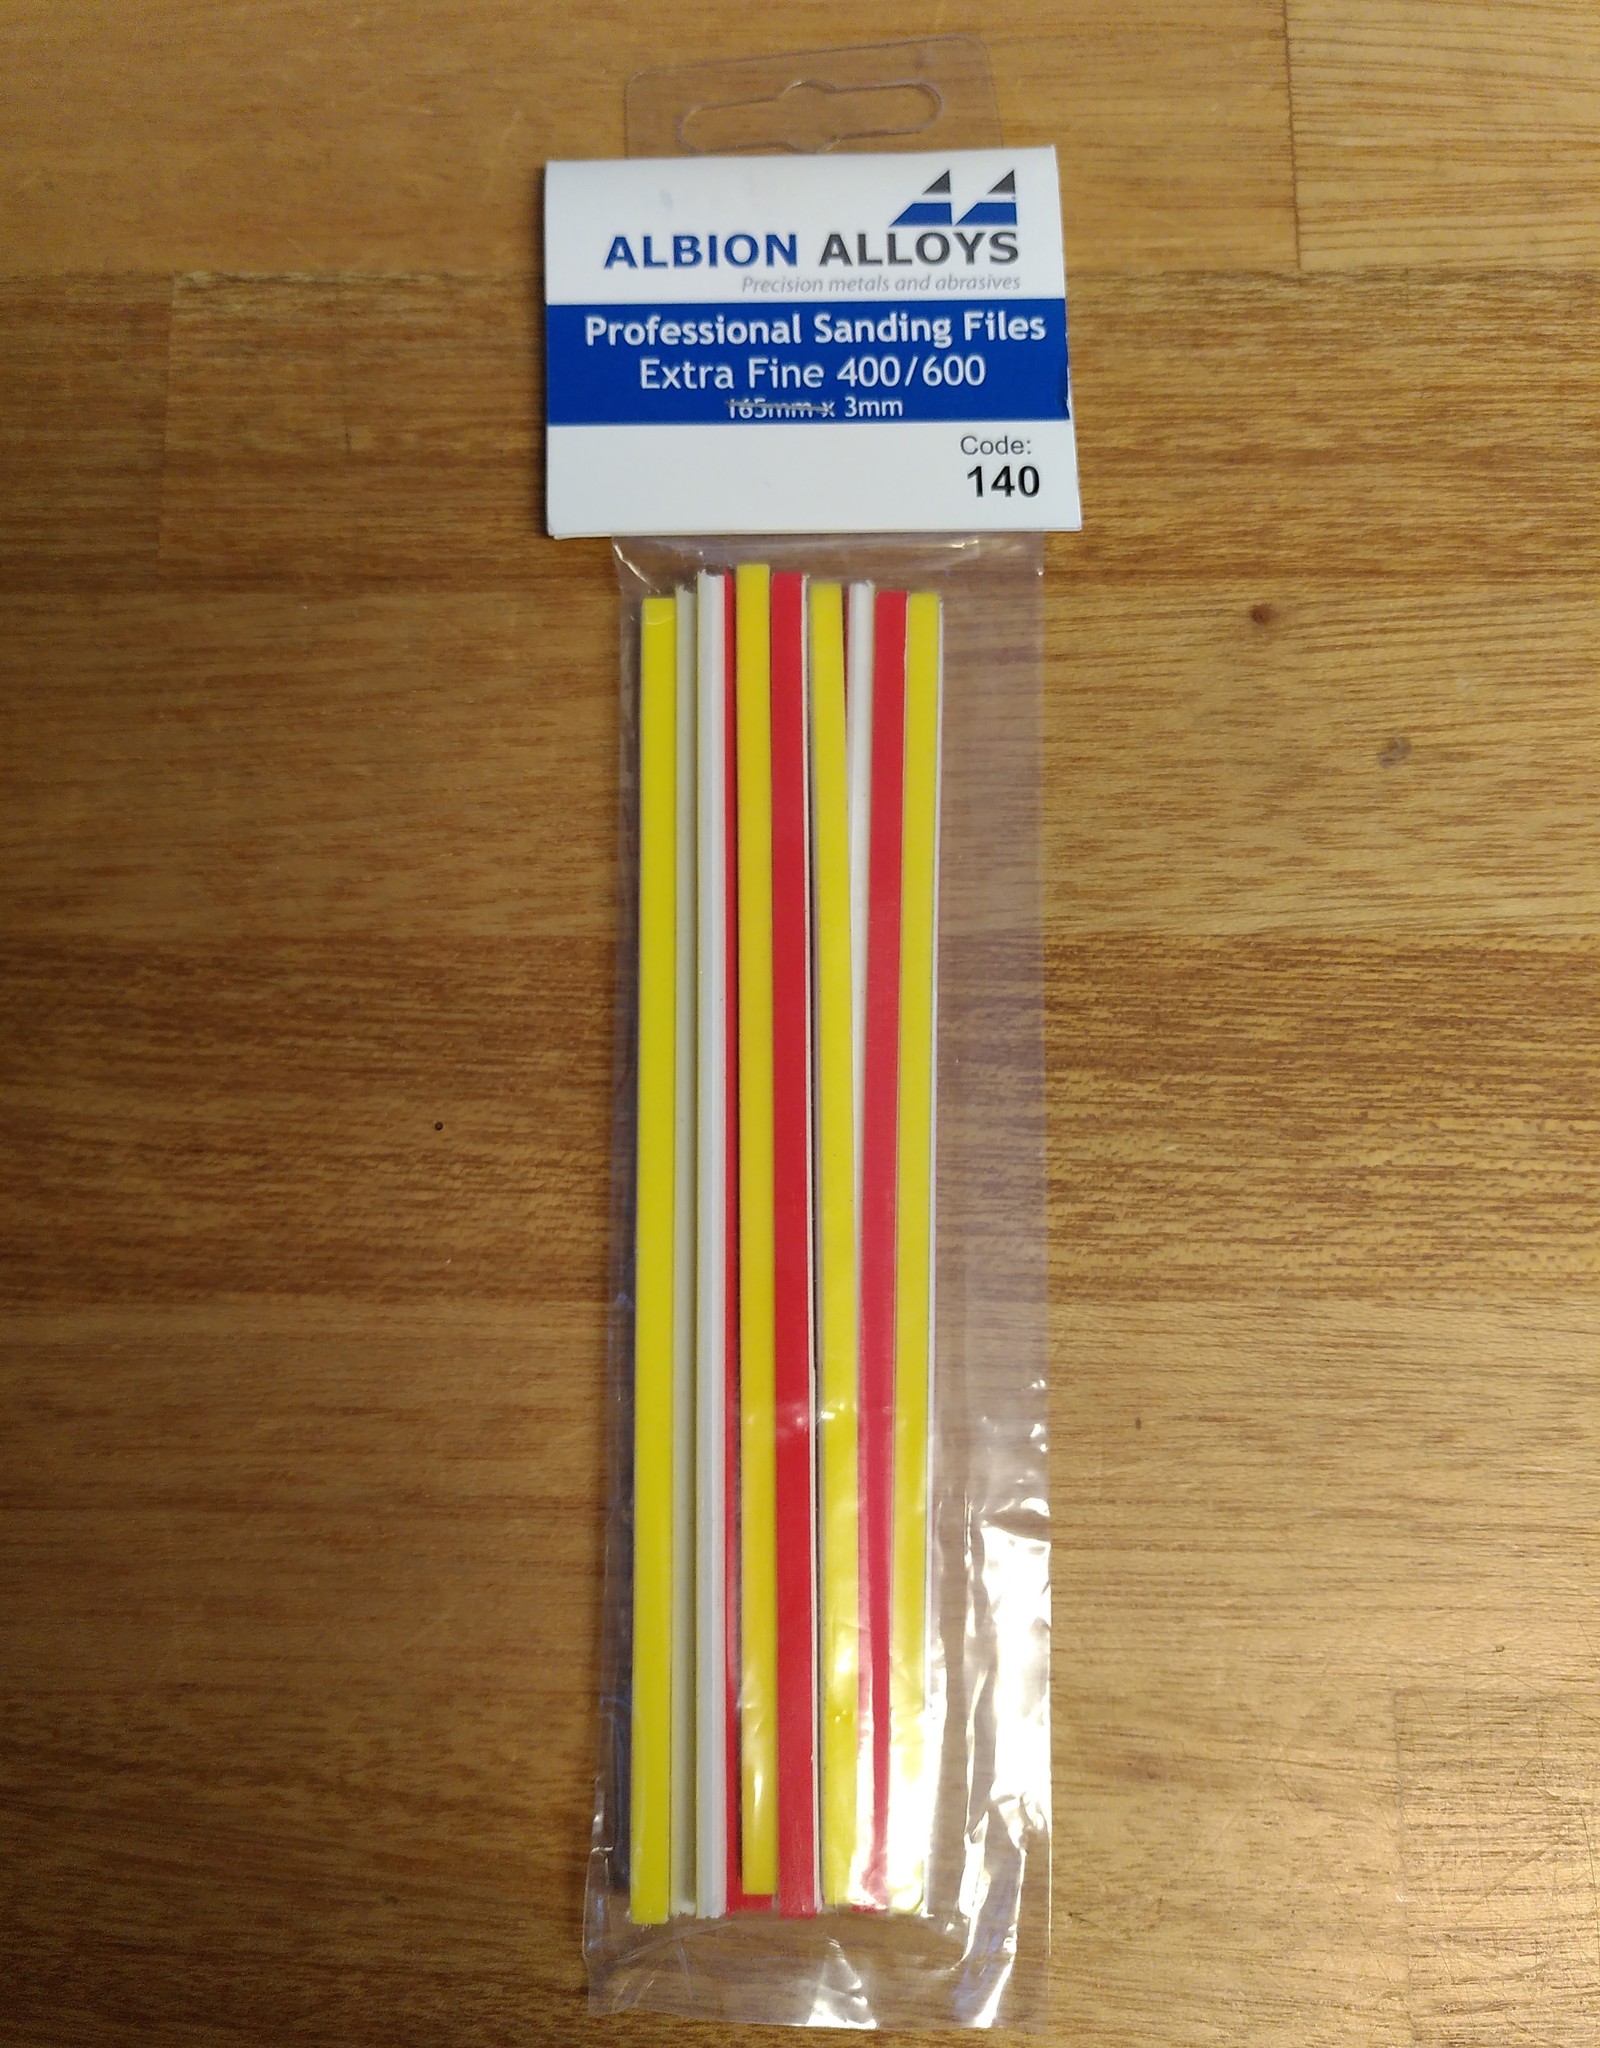 ALBION ALLOYS
Precision metals and abrasives
Professional Sanding Files
Extra Fine 400/600
165mm x 3mm
Code:
140